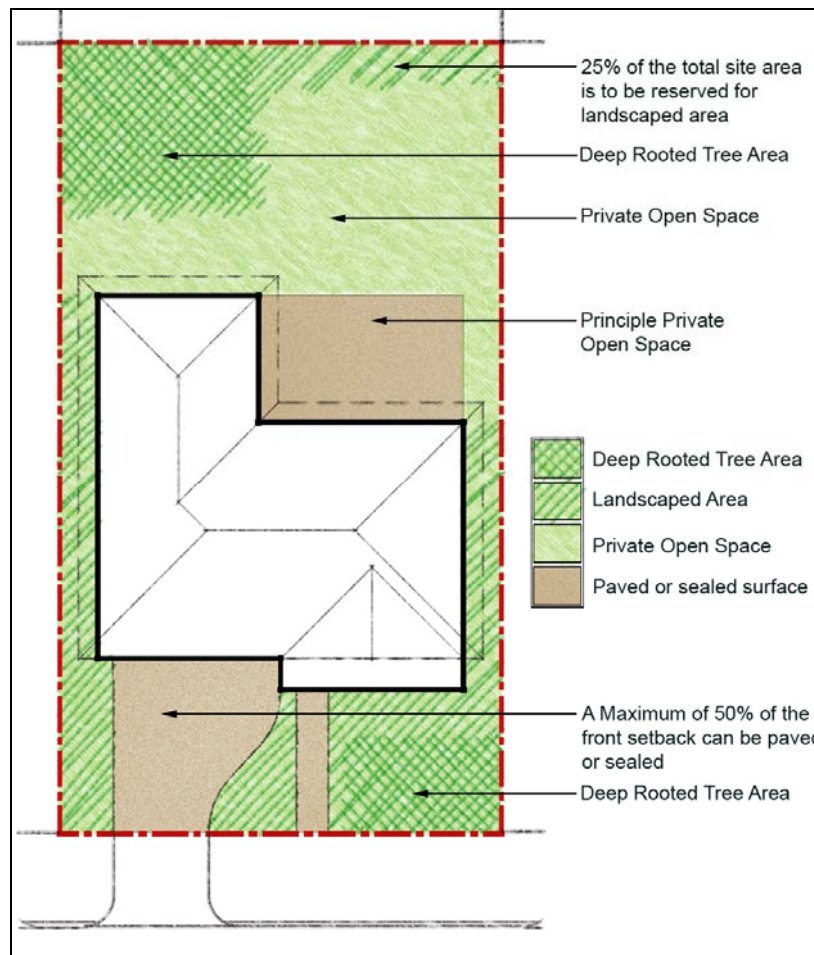 25% of the total site area
is to be reserved for
landscaped area
Deep Rooted Tree Area
Private Open Space
Principle Private
Open Space
Deep Rooted Tree Area
Landscaped Area
Private Open Space
Paved or sealed surface
A Maximum of 50% of the
front setback can be paved
or sealed
Deep Rooted Tree Area